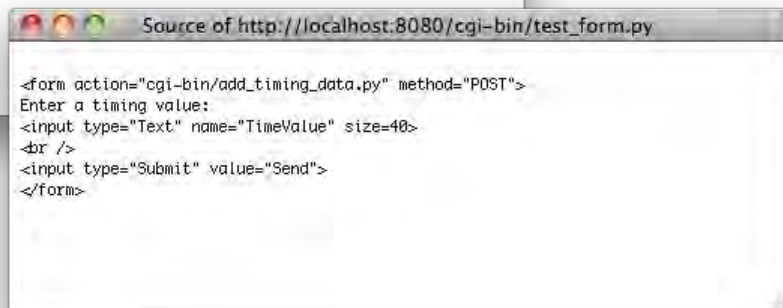 Source of http://localhost:8080/cgi-bin/test_form.py
<form action="cgi-bin/add_timing_data.py" method="POST">
Enter a timing value:
<input type="Text" name="TimeValue" size=40>
<br />
<input type="Submit" value="Send">
</form>